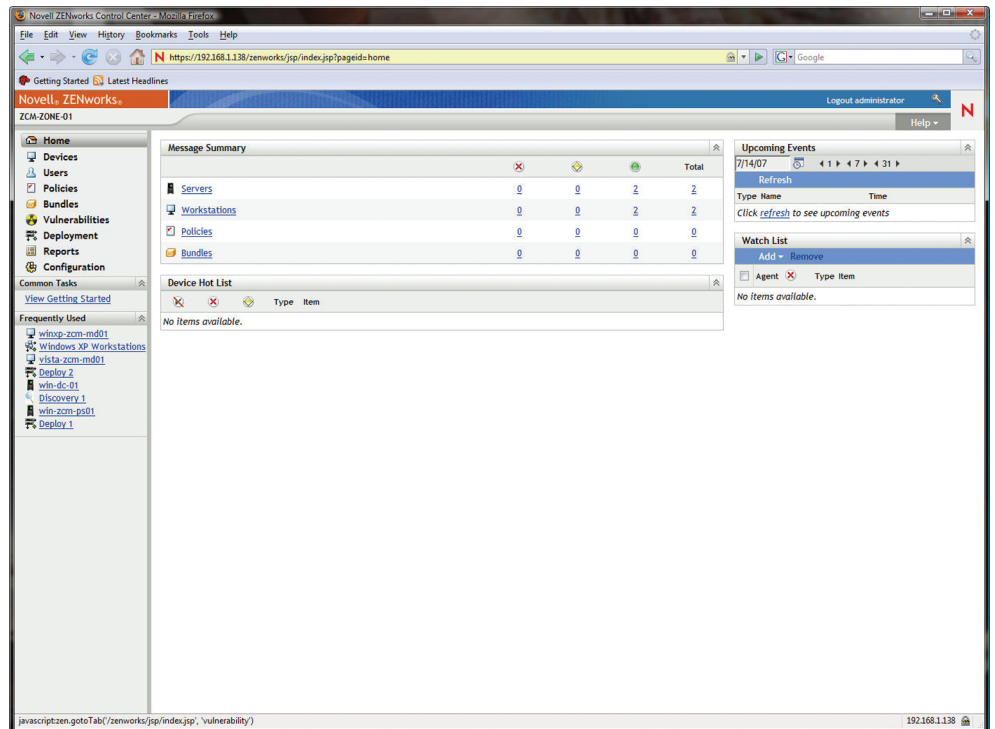 Novell ZENworks Control Center - Mozilla Firefox
File Edit View History Bookmarks Tools Help
N https://192.168.1.138/zenworks/jsp/index.jsp?pageid=home
G Google
Getting Started Latest Headlines
Novell® ZENworks®
Logout administrator
N
ZCM-ZONE-01
Help
Home
Devices
Users
Policies
Bundles
Vulnerabilities
Deployment
Reports
Configuration
Common Tasks
View Getting Started
Frequently Used
winxp-zcm-md01
Windows XP Workstations
vista-zcm-md01
Deploy 2
win-dc-01
Discovery 1
win-zcm-ps01
Deploy 1
Message Summary
Total
Servers 0 0 2 2
Workstations 0 0 2 2
Policies 0 0 0 0
Bundles 0 0 0 0
Device Hot List
Type Item
No items available.
Upcoming Events
7/14/07 1 7 31
Refresh
Type Name Time
Click refresh to see upcoming events
Watch List
Add Remove
Agent Type Item
No items available.
javascript:zen.gotoTab('/zenworks/jsp/index.jsp', 'vulnerability')
192.168.1.138